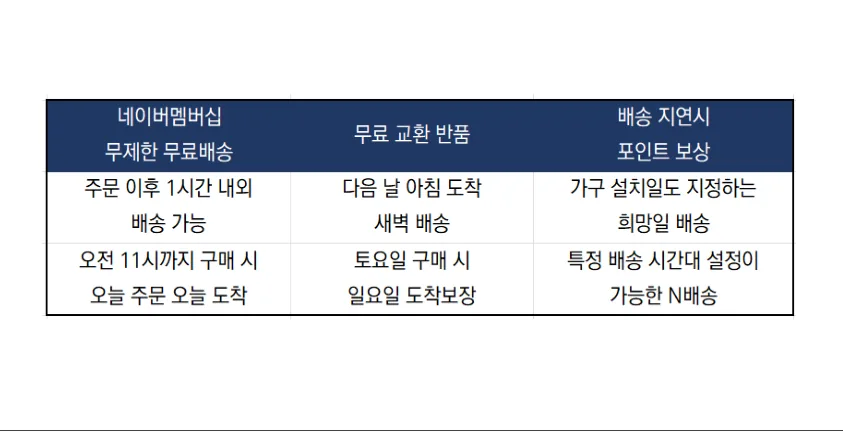 네이버멤버십
무제한 무료배송
무료 교환 반품
배송 지연시
포인트 보상
주문 이후 1시간 내외
배송 가능
다음 날 아침 도착
새벽 배송
가구 설치일도 지정하는
희망일 배송
오전 11시까지 구매 시
오늘 주문 오늘 도착
토요일 구매 시
일요일 도착보장
특정 배송 시간대 설정이
가능한 N배송